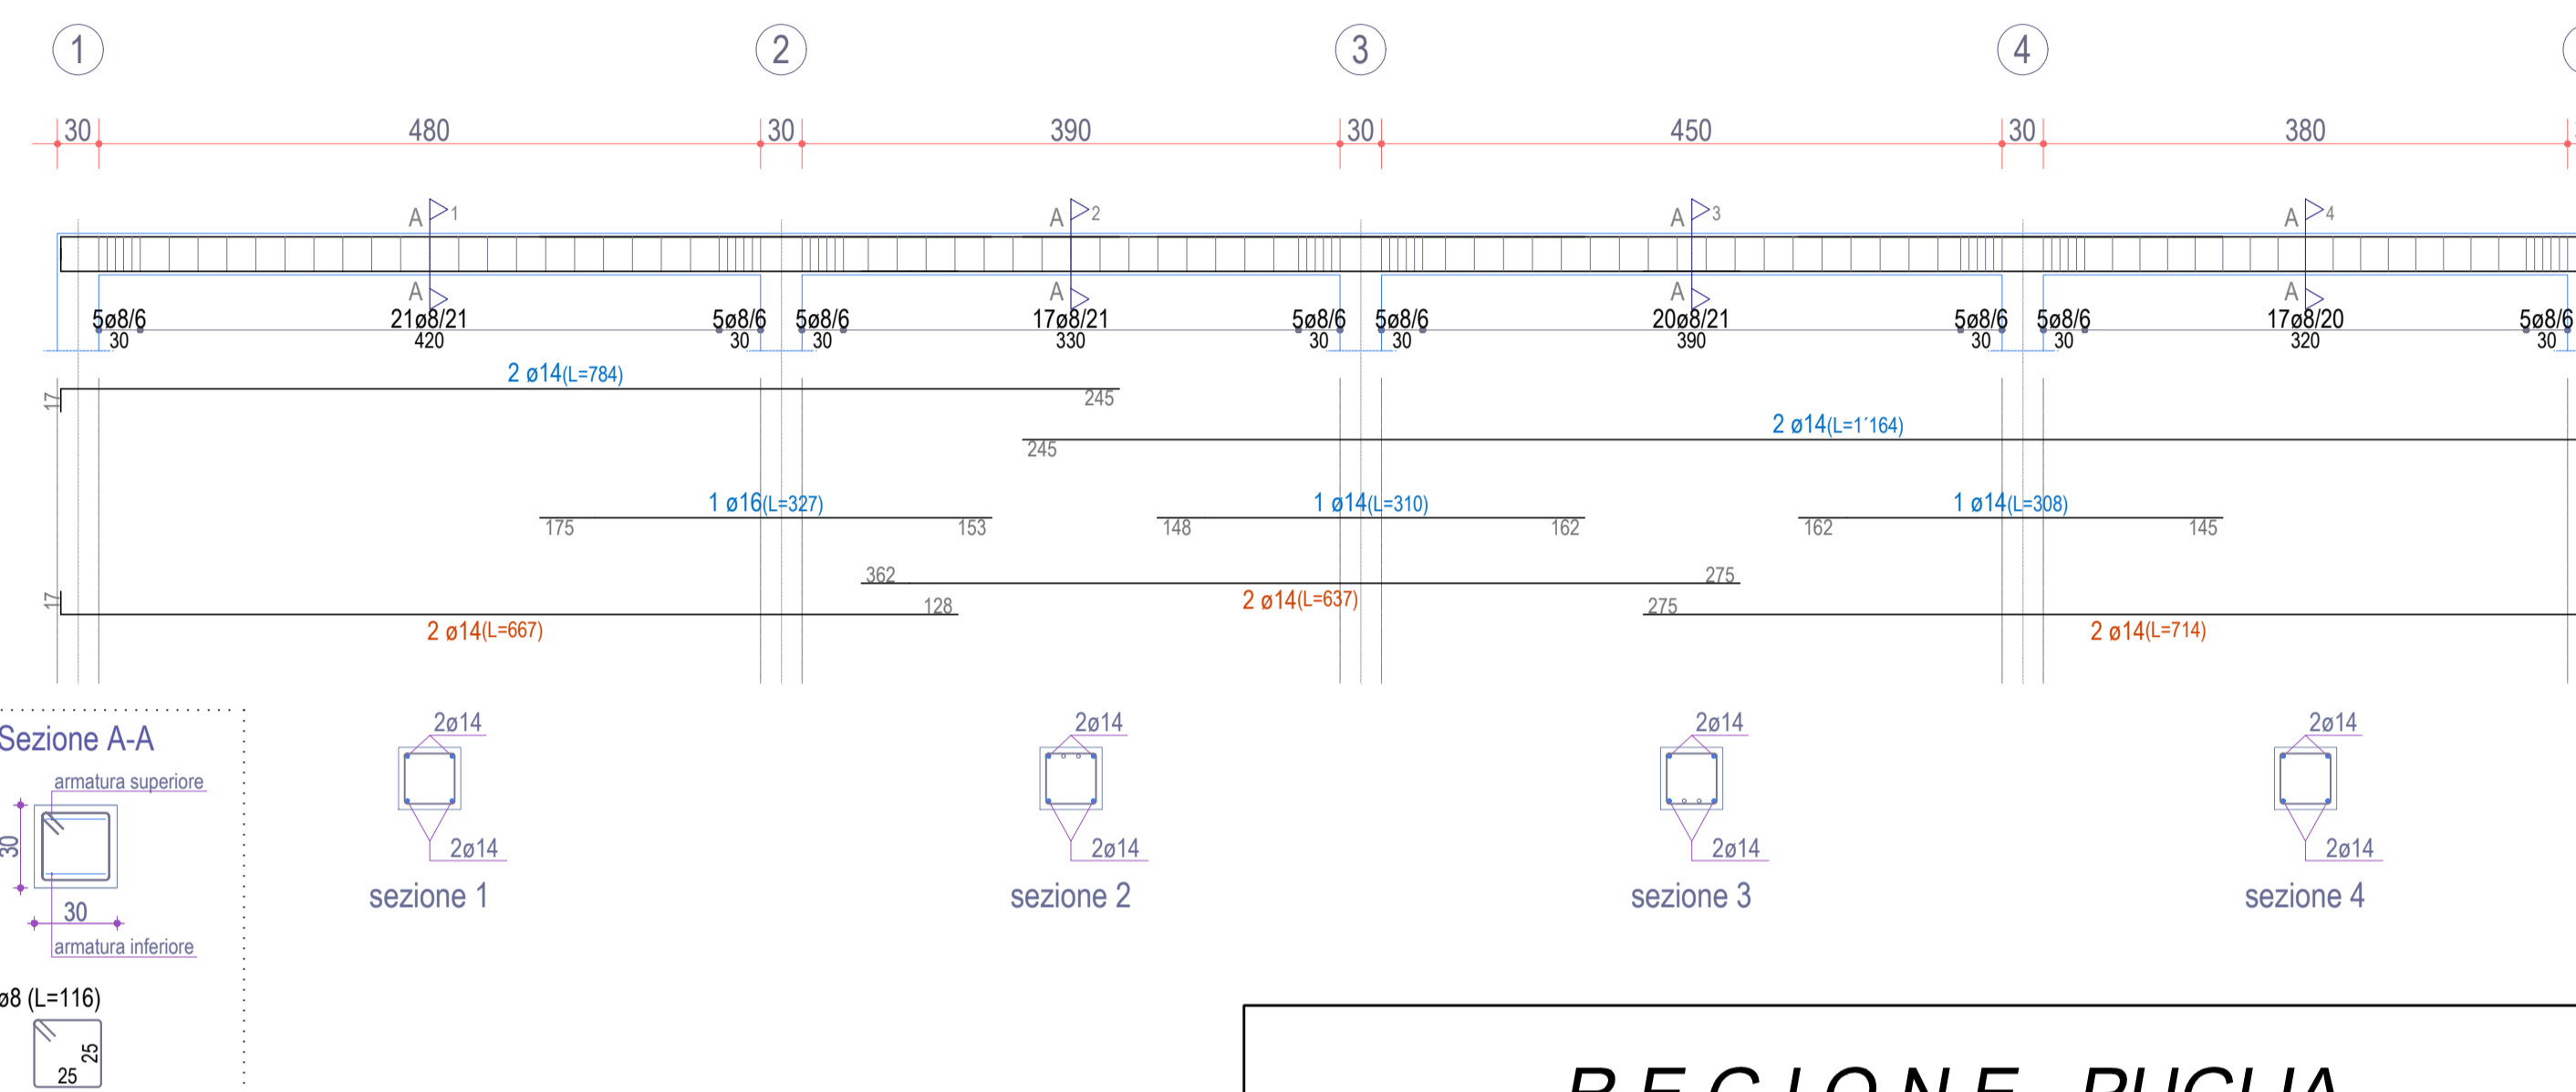 1 2 3 4
30 480 30 390 30 450 30 380
A 1 A 2 A 3 A 4
A A A A
5ø8/6 21ø8/21 5ø8/6 5ø8/6 17ø8/21 5ø8/6 5ø8/6 20ø8/21 5ø8/6 5ø8/6 17ø8/20 5ø8/6
30 420 30 30 330 30 30 390 30 30 320 30
2 ø14(L=784)
17 245
2 ø14(L=1´164)
245
1 ø16(L=327) 1 ø14(L=310) 1 ø14(L=308)
175 153 148 162 162 145
362 275
2 ø14(L=637)
17 128 275
2 ø14(L=667) 2 ø14(L=714)
2ø14 2ø14 2ø14 2ø14
2ø14 2ø14 2ø14 2ø14
sezione 1 sezione 2 sezione 3 sezione 4
Sezione A-A
armatura superiore
30
30
armatura inferiore
ø8 (L=116)
25
25
REGIONE PUGLIA